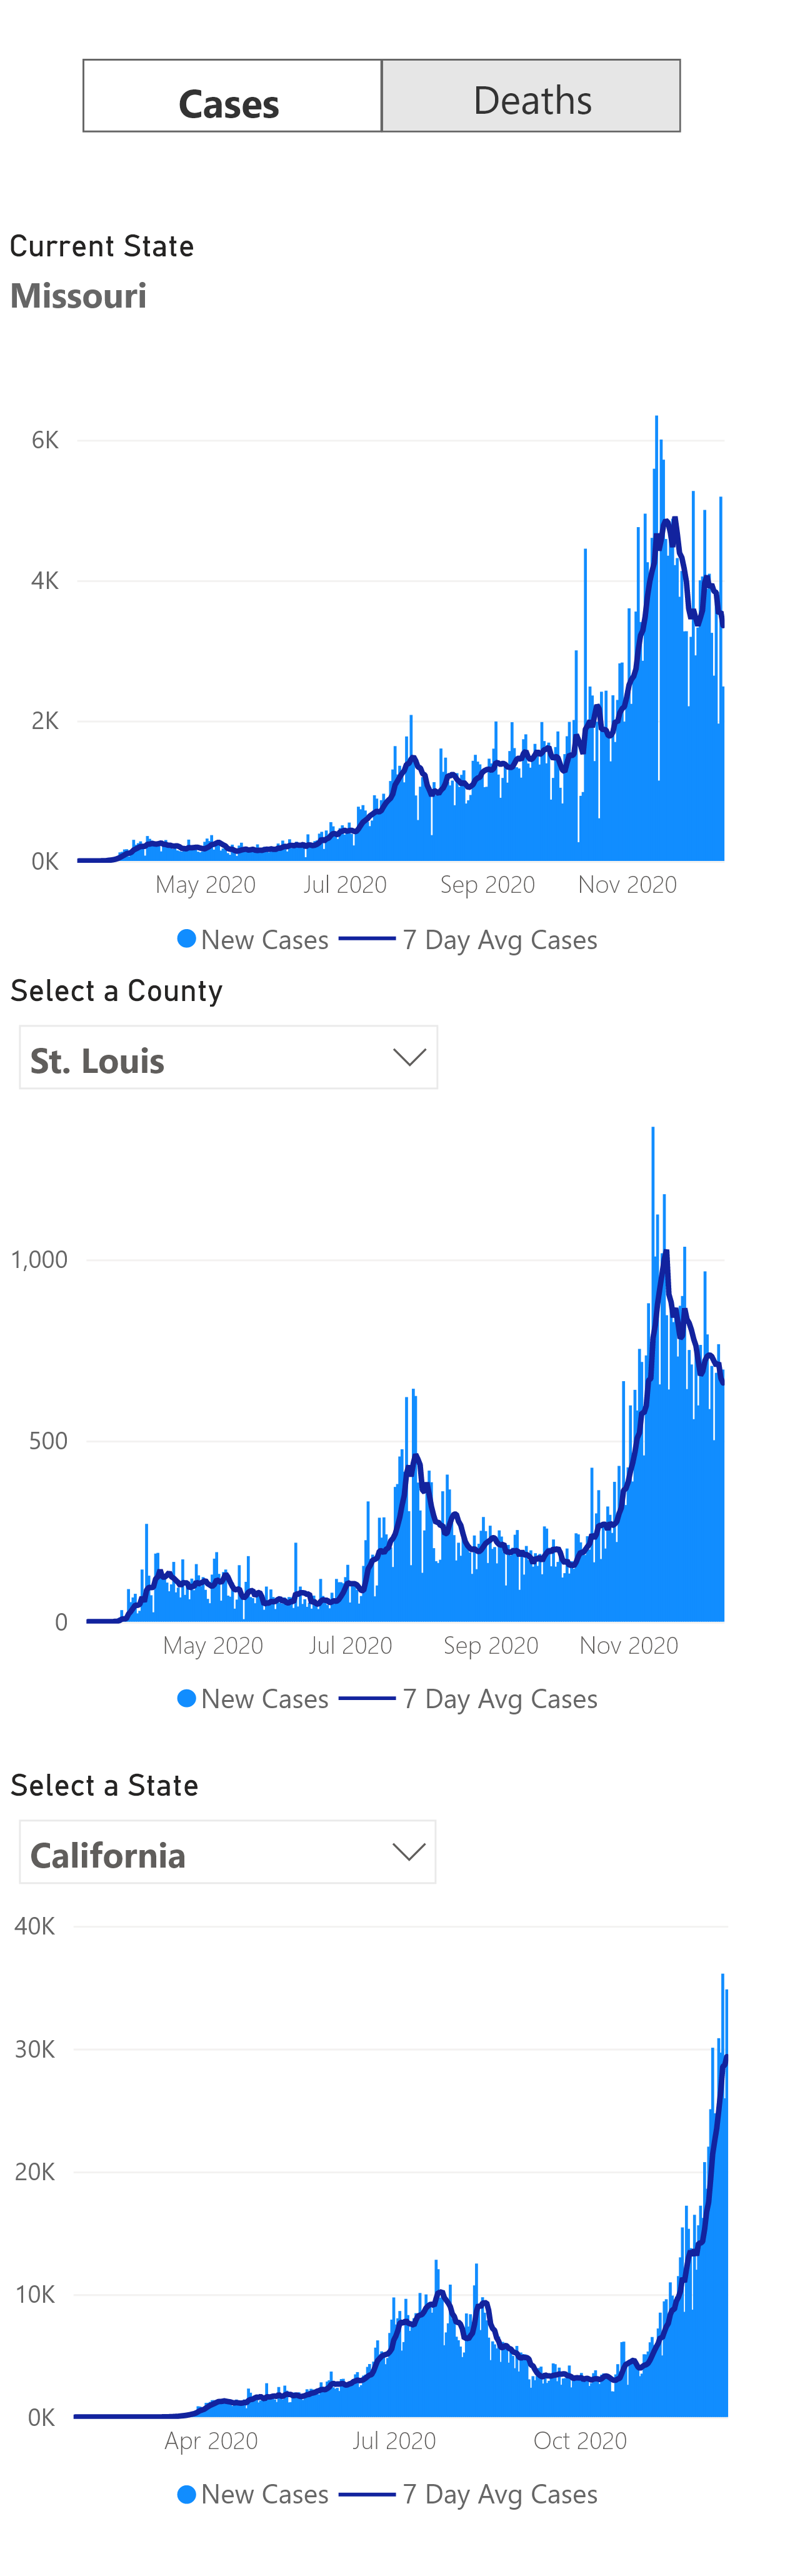 Cases Deaths
Current State
Missouri
6K
4K
2K
0K
May 2020 Jul 2020 Sep 2020 Nov 2020
New Cases 7 Day Avg Cases
Select a County
St. Louis
1,000
500
0
May 2020 Jul 2020 Sep 2020 Nov 2020
New Cases 7 Day Avg Cases
Select a State
California
40K
30K
20K
10K
0K
Apr 2020 Jul 2020 Oct 2020
New Cases 7 Day Avg Cases